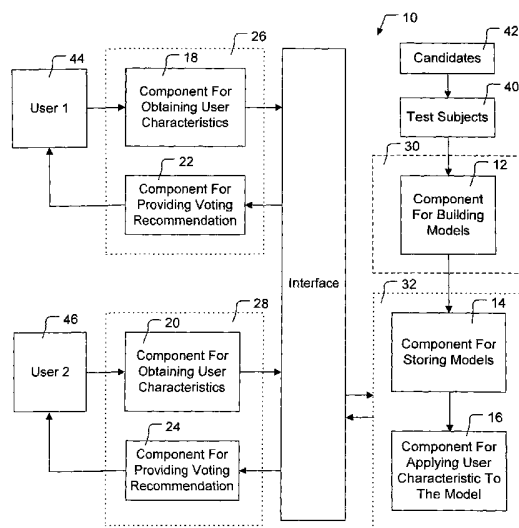 10
26
42
Candidates
44
18
User 1
Component For
Obtaining User
Characteristics
40
Test Subjects
30
22
12
Component For
Providing Voting
Recommendation
Component
For Building
Models
Interface
32
28
46
20
14
User 2
Component For
Obtaining User
Characteristics
Component For
Storing Models
24
16
Component For
Providing Voting
Recommendation
Component For
Applying User
Characteristic To
The Model